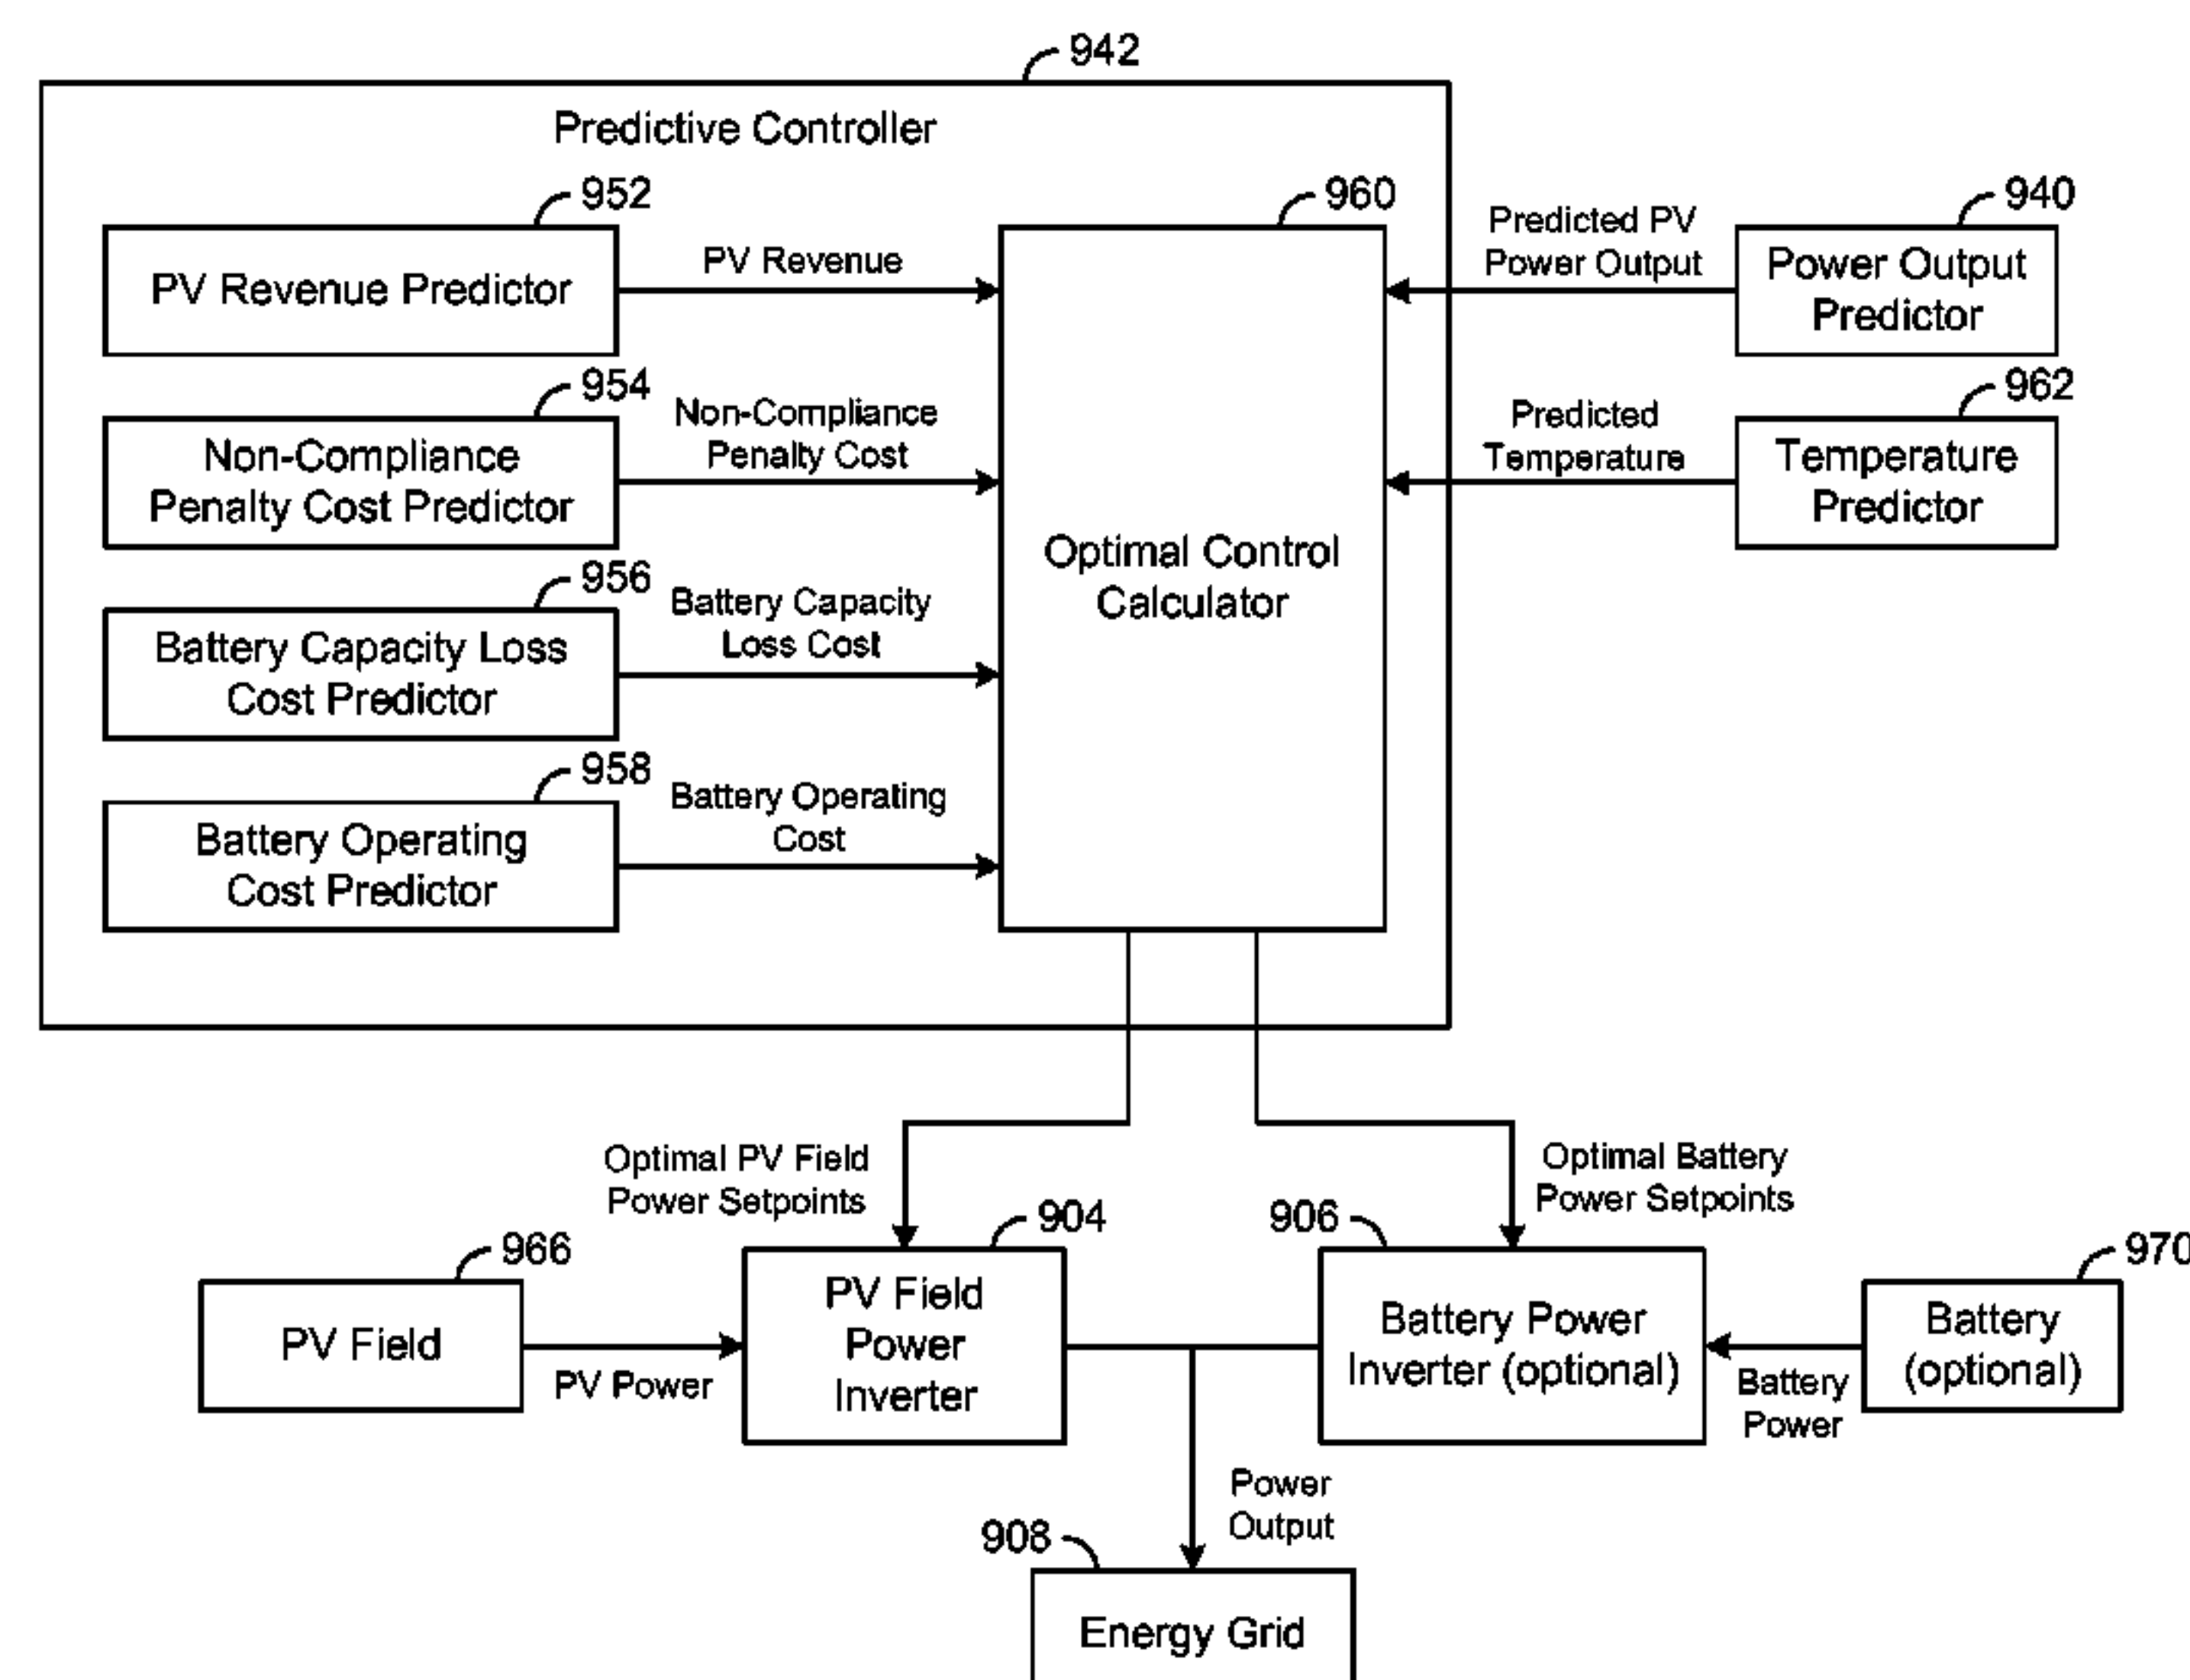 942
Predictive Controller
952
PV Revenue Predictor
PV Revenue
954
Non-Compliance
Penalty Cost Predictor
Non-Compliance
Penalty Cost
956
Battery Capacity Loss
Cost Predictor
Battery Capacity
Loss Cost
958
Battery Operating
Cost Predictor
Battery Operating
Cost
960
Optimal Control
Calculator
Predicted PV
Power Output
940
Power Output
Predictor
Predicted
Temperature
962
Temperature
Predictor
Optimal PV Field
Power Setpoints
Optimal Battery
Power Setpoints
966
PV Field
PV Power
904
PV Field
Power
Inverter
906
Battery Power
Inverter (optional)
Battery
Power
970
Battery
(optional)
Power
Output
908
Energy Grid